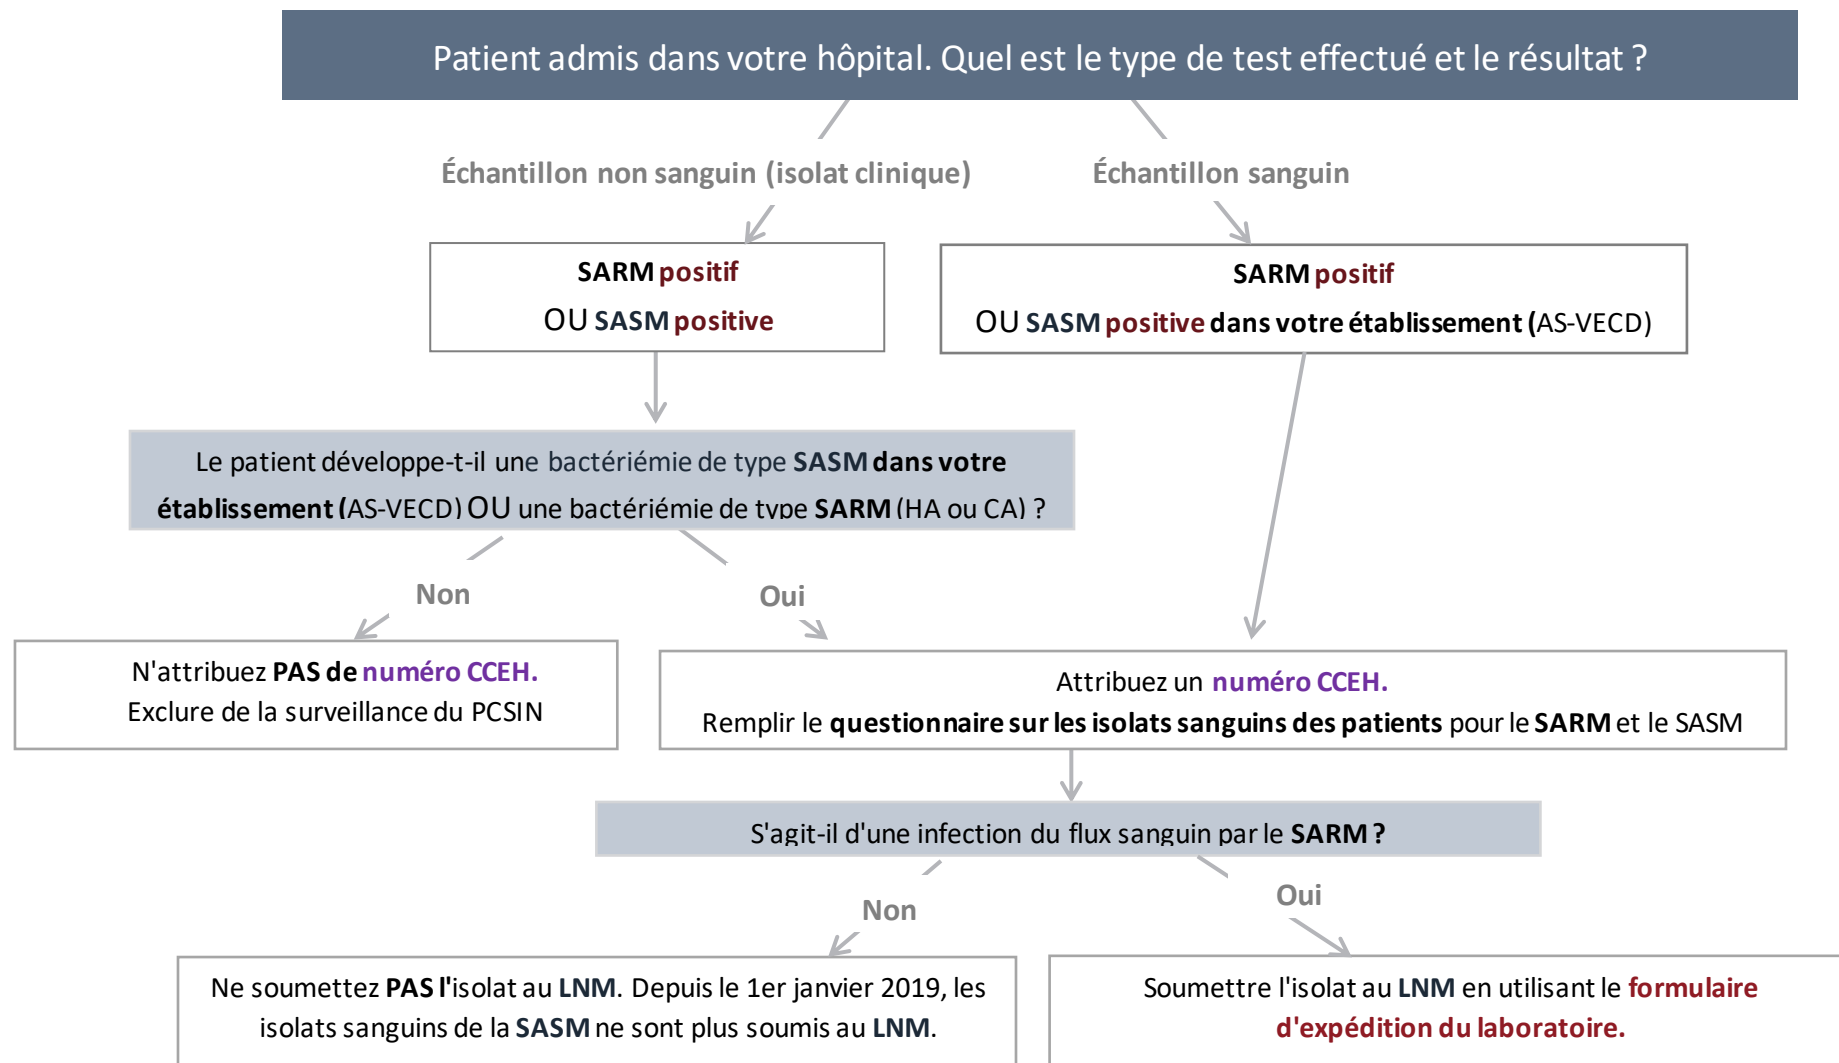 Patient admis dans votre hôpital. Quel est le type de test effectué et le résultat ?
Échantillon non sanguin (isolat clinique)
Échantillon sanguin
SARM positif
OU SASM positive
SARM positif
OU SASM positive dans votre établissement (AS-VECD)
Le patient développe-t-il une bactériémie de type SASM dans votre
établissement (AS-VECD) OU une bactériémie de type SARM (HA ou CA) ?
Non
Oui
N'attribuez PAS de numéro CCEH.
Exclure de la surveillance du PCSIN
Attribuez un numéro CCEH.
Remplir le questionnaire sur les isolats sanguins des patients pour le SARM et le SASM
S'agit-il d'une infection du flux sanguin par le SARM ?
Non
Oui
Ne soumettez PAS l'isolat au LNM. Depuis le 1er janvier 2019, les
isolats sanguins de la SASM ne sont plus soumis au LNM.
Soumettre l'isolat au LNM en utilisant le formulaire
d'expédition du laboratoire.